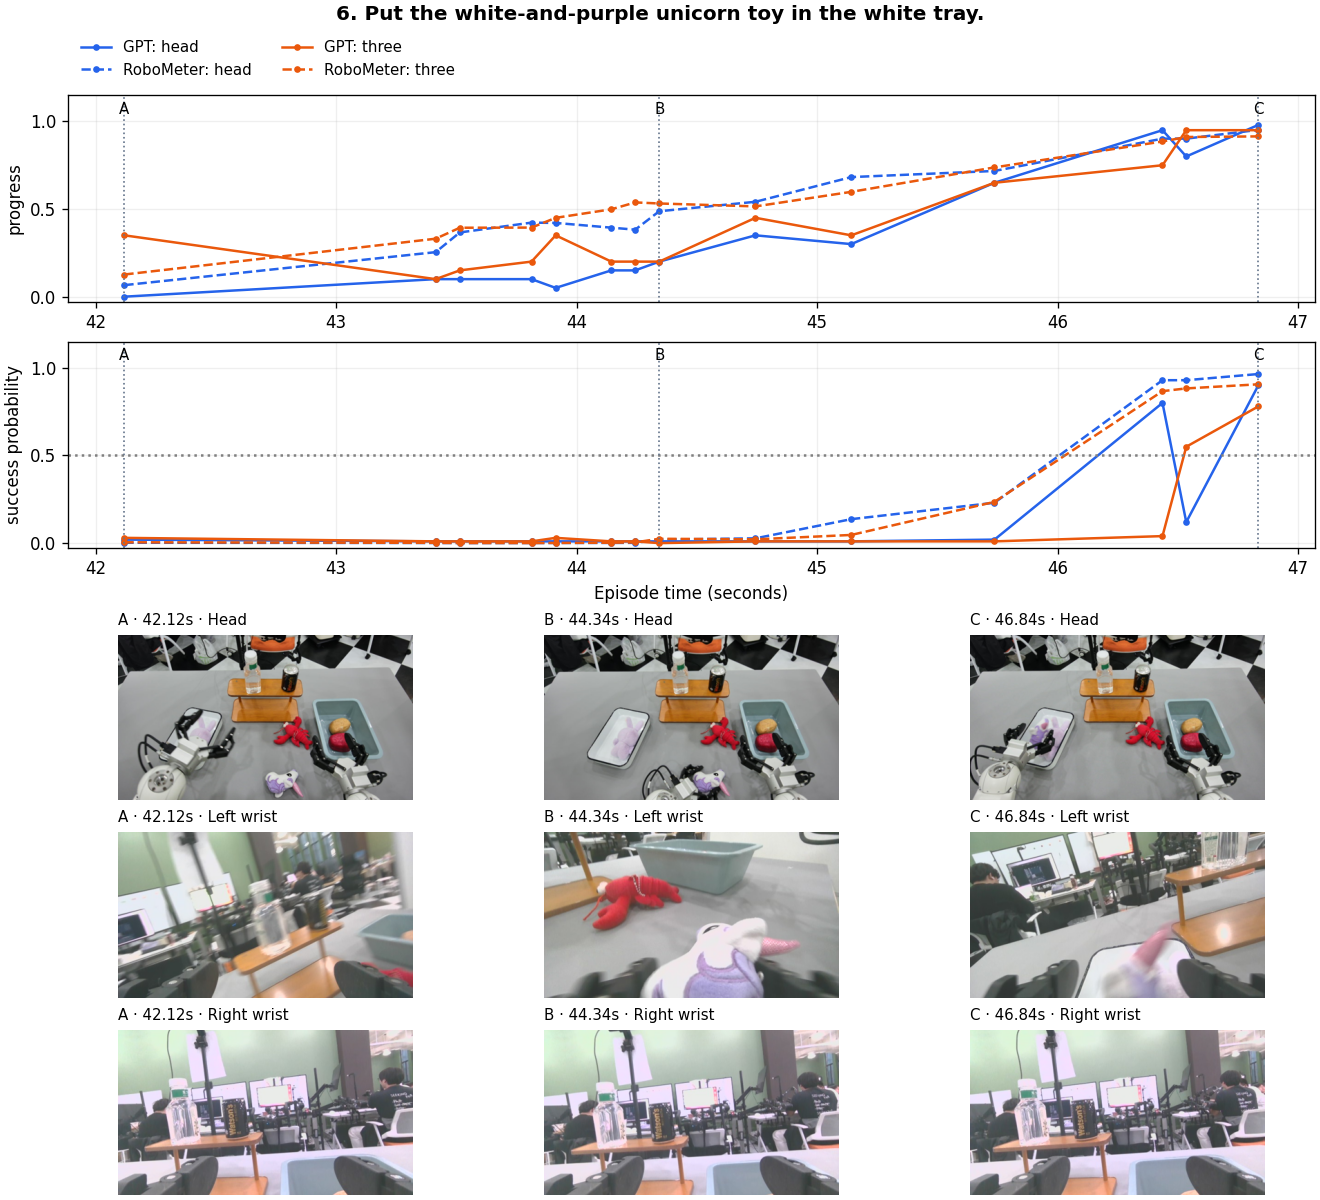 6. Put the white-and-purple unicorn toy in the white tray.
GPT: head
GPT: three
RoboMeter: head
RoboMeter: three
A
B
C
progress
1.0
0.5
0.0
42
43
44
45
46
47
A
B
C
success probability
1.0
0.5
0.0
42
43
44
45
46
47
Episode time (seconds)
A · 42.12s · Head
B · 44.34s · Head
C · 46.84s · Head
A · 42.12s · Left wrist
B · 44.34s · Left wrist
C · 46.84s · Left wrist
A · 42.12s · Right wrist
B · 44.34s · Right wrist
C · 46.84s · Right wrist
Watson's
Watson's
Watson's